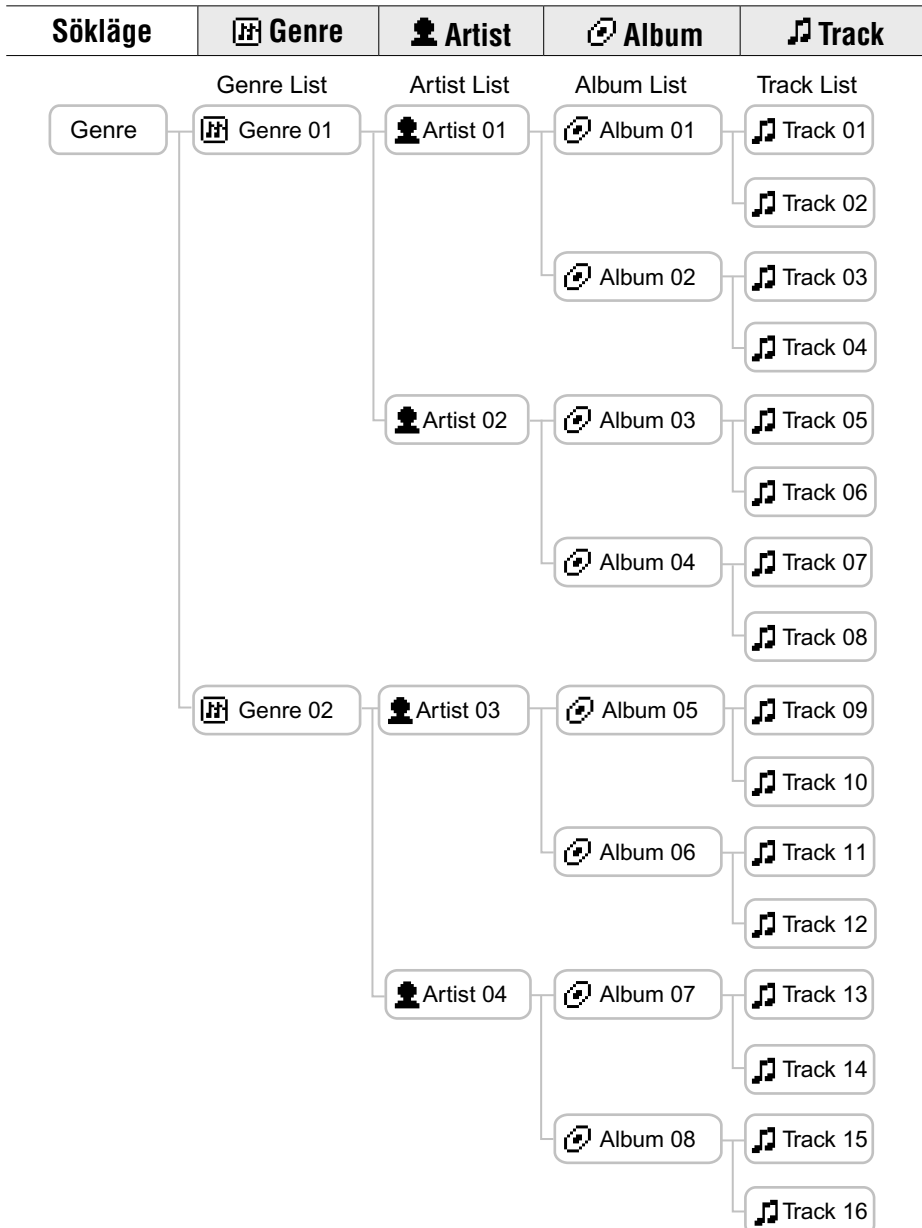 Sökläge Genre Artist Album Track
Genre List Artist List Album List Track List
Genre Genre 01 Artist 01 Album 01 Track 01
Track 02
Album 02 Track 03
Track 04
Artist 02 Album 03 Track 05
Track 06
Album 04 Track 07
Track 08
Genre 02 Artist 03 Album 05 Track 09
Track 10
Album 06 Track 11
Track 12
Artist 04 Album 07 Track 13
Track 14
Album 08 Track 15
Track 16